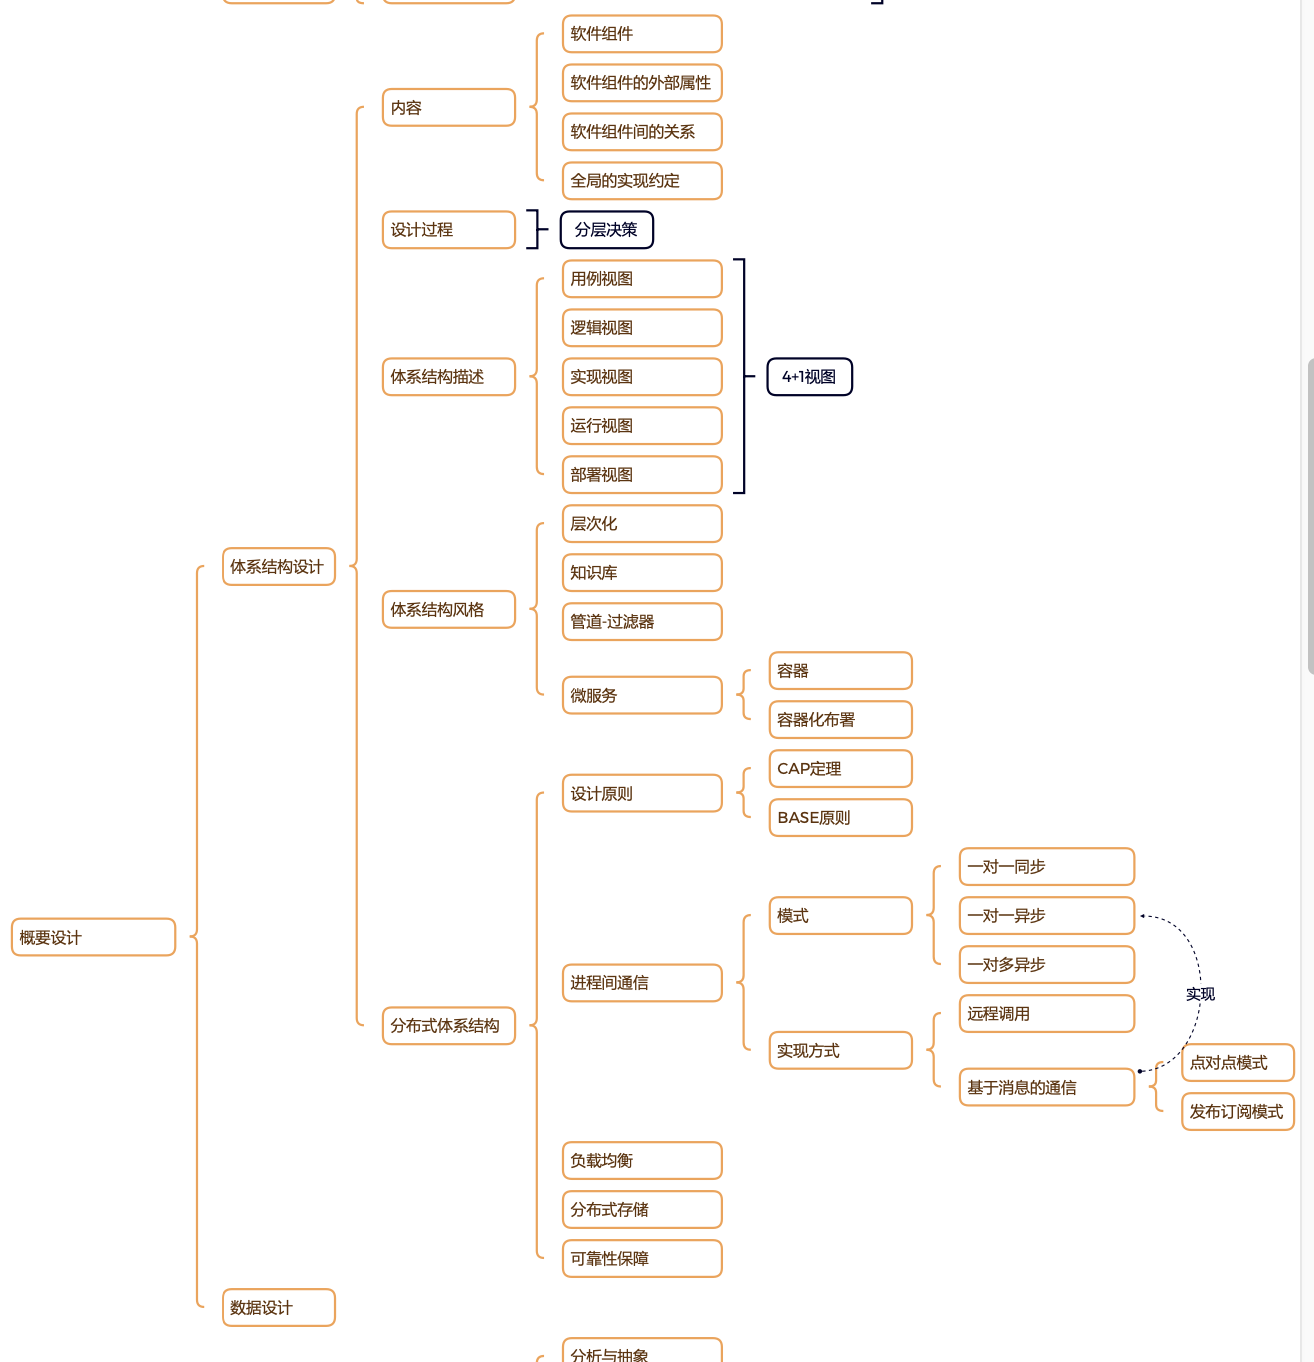 软件组件
软件组件的外部属性
内容
软件组件间的关系
全局的实现约定
设计过程
分层决策
用例视图
逻辑视图
体系结构描述
实现视图
4+1视图
运行视图
部署视图
层次化
体系结构设计
知识库
体系结构风格
管道-过滤器
容器
微服务
容器化布署
CAP定理
设计原则
BASE原则
一对一同步
模式
一对一异步
概要设计
一对多异步
进程间通信
实现
远程调用
分布式体系结构
实现方式
点对点模式
基于消息的通信
发布订阅模式
负载均衡
分布式存储
可靠性保障
数据设计
分析与抽象